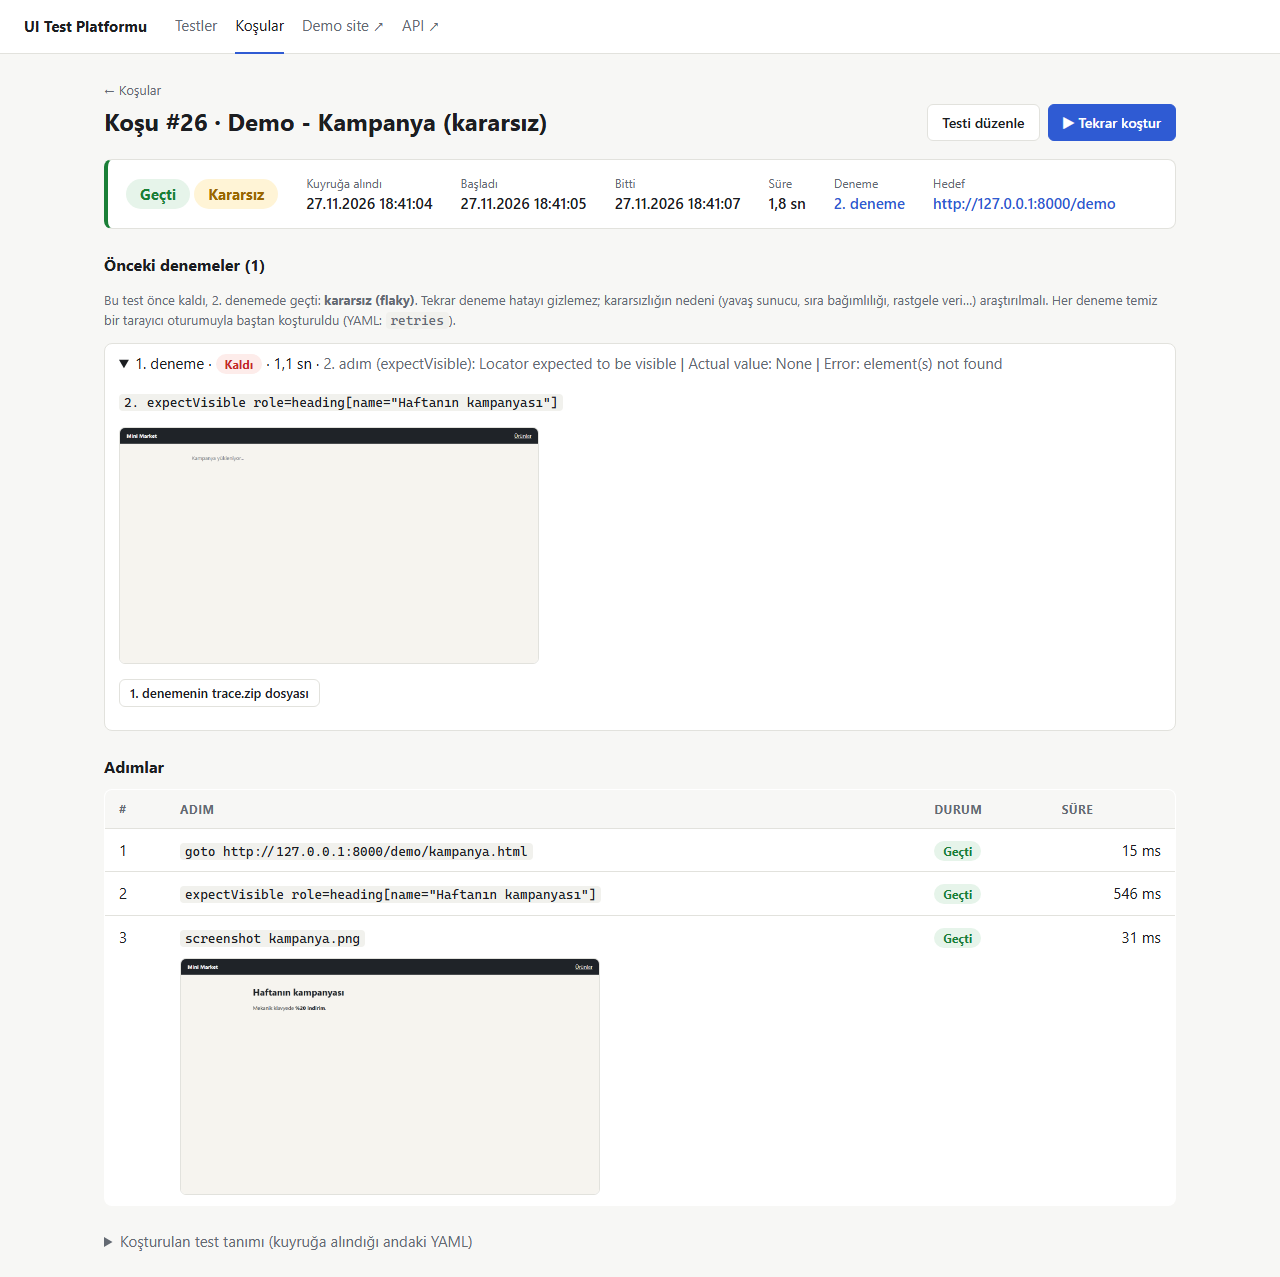 UI Test Platformu Testler Koşular Demo site ↗ API ↗
← Koşular
Koşu #26 · Demo - Kampanya (kararsız)
Testi düzenle
▶ Tekrar koştur
Geçti Kararsız
Kuyruğa alındı Başladı Bitti Süre Deneme Hedef
27.11.2026 18:41:04 27.11.2026 18:41:05 27.11.2026 18:41:07 1,8 sn 2. deneme http://127.0.0.1:8000/demo
Önceki denemeler (1)
Bu test önce kaldı, 2. denemede geçti: kararsız (flaky). Tekrar deneme hatayı gizlemez; kararsızlığın nedeni (yavaş sunucu, sıra bağımlılığı, rastgele veri…) araştırılmalı. Her deneme temiz
bir tarayıcı oturumuyla baştan koşturuldu (YAML: retries ).
▼ 1. deneme · Kaldı · 1,1 sn · 2. adım (expectVisible): Locator expected to be visible | Actual value: None | Error: element(s) not found
2. expectVisible role=heading[name="Haftanın kampanyası"]
Mini Market Ürünler
Kampanya yükleniyor…
1. denemenin trace.zip dosyası
Adımlar
# ADIM DURUM SÜRE
1 goto http://127.0.0.1:8000/demo/kampanya.html Geçti 15 ms
2 expectVisible role=heading[name="Haftanın kampanyası"] Geçti 546 ms
3 screenshot kampanya.png Geçti 31 ms
Mini Market Ürünler
Haftanın kampanyası
Mekanik klavyede %20 indirim.
▶ Koşturulan test tanımı (kuyruğa alındığı andaki YAML)